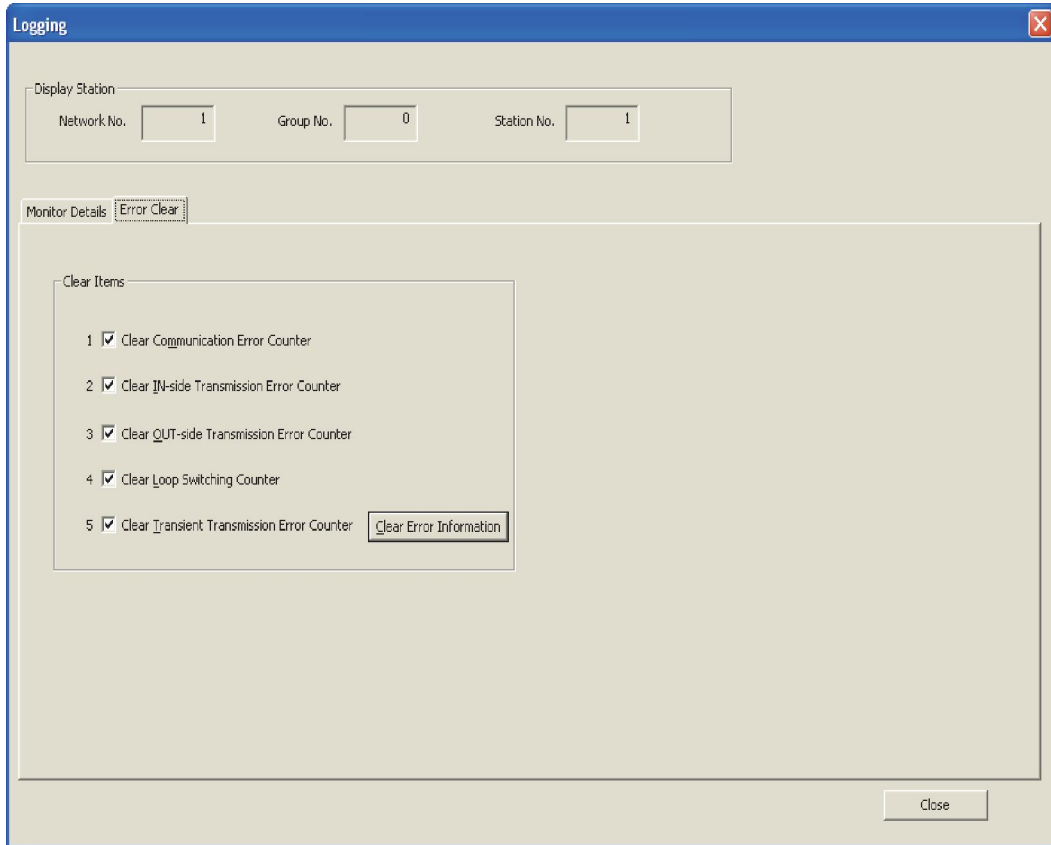 Logging
Display Station
Network No. 1 Group No. 0 Station No. 1
Monitor Details Error Clear
Clear Items
1 Clear Communication Error Counter
2 Clear IN-side Transmission Error Counter
3 Clear OUT-side Transmission Error Counter
4 Clear Loop Switching Counter
5 Clear Transient Transmission Error Counter Clear Error Information
Close